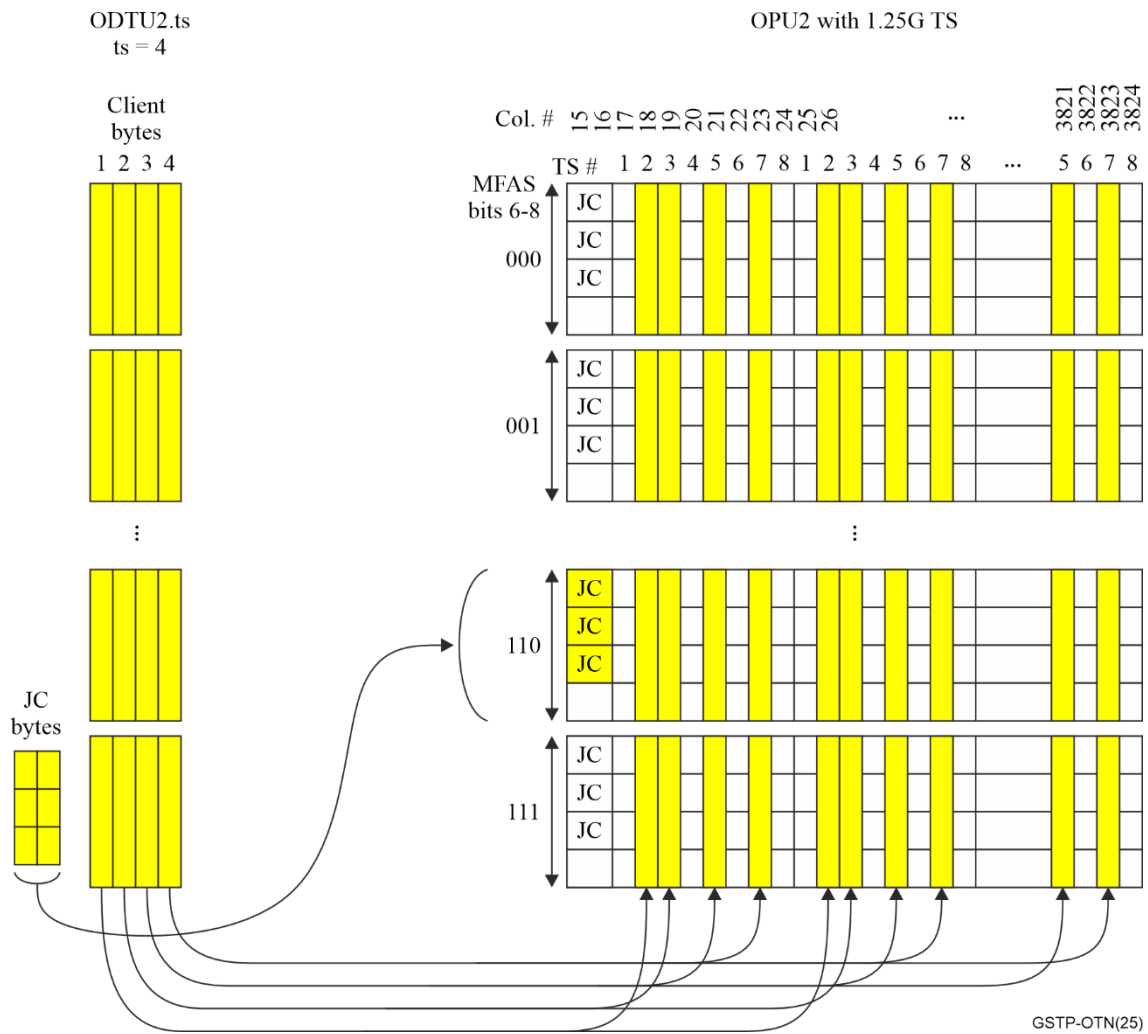 ODTU2.ts
ts = 4
OPU2 with 1.25G TS
Client
bytes
1 2 3 4
Col. # 15 16 17 18 19 20 21 22 23 24 25 26 ... 3821 3822 3823 3824
TS # 1 2 3 4 5 6 7 8 1 2 3 4 5 6 7 8 ... 5 6 7 8
MFAS
bits 6-8
000
JC
JC
JC
001
JC
JC
JC
⋮ ⋮
110
JC
JC
JC
JC
bytes
111
JC
JC
JC
GSTP-OTN(25)